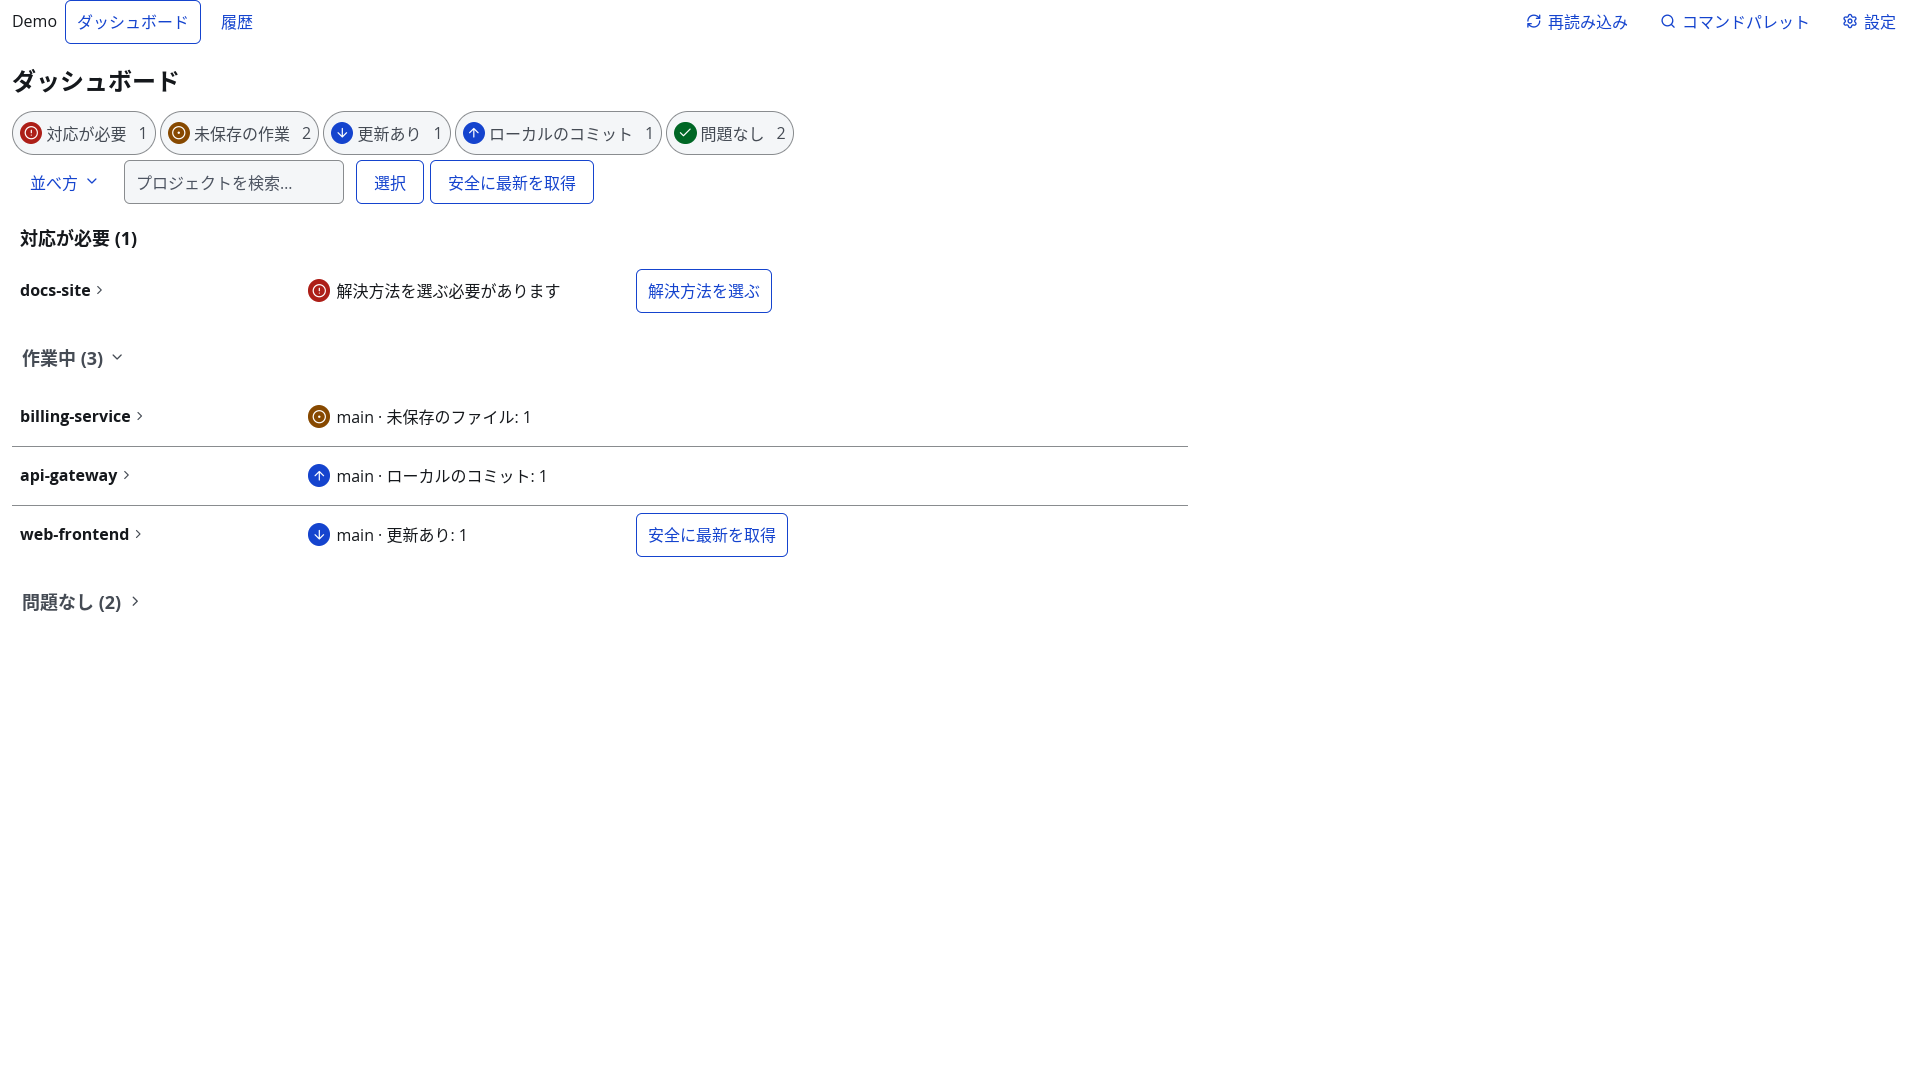 Demo ダッシュボード 履歴 再読み込み コマンドパレット 設定
ダッシュボード
対応が必要 1 未保存の作業 2 更新あり 1 ローカルのコミット 1 問題なし 2
並べ方 プロジェクトを検索... 選択 安全に最新を取得
対応が必要 (1)
docs-site 解決方法を選ぶ必要があります 解決方法を選ぶ
作業中 (3)
billing-service main · 未保存のファイル: 1
api-gateway main · ローカルのコミット: 1
web-frontend main · 更新あり: 1 安全に最新を取得
問題なし (2)